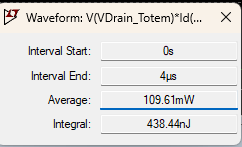 Waveform: V(VDrain_Totem)*Id(...
Interval Start: 0s
Interval End: 4µs
Average: 109.61mW
Integral: 438.44nJ